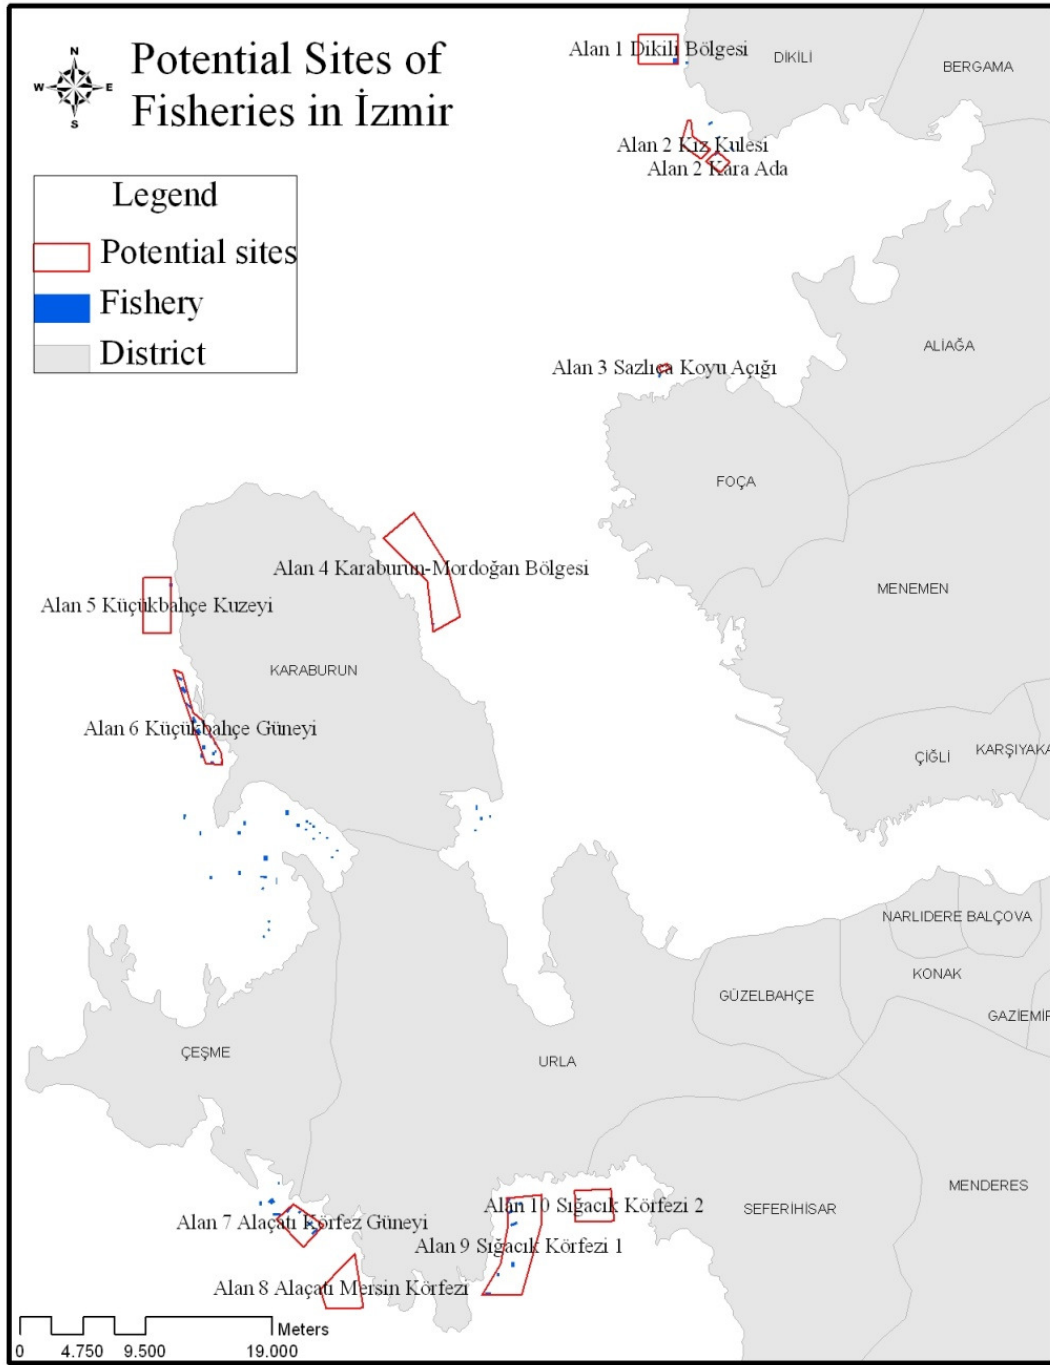 Potential Sites of
Fisheries in İzmir
N
W E
S
Legend
Potential sites
Fishery
District
Alan 1 Dikili Bölgesi
DİKİLİ
BERGAMA
Alan 2 Kız Kulesi
Alan 2 Kara Ada
ALİAĞA
Alan 3 Sazlıca Koyu Açığı
FOÇA
Alan 4 Karaburun-Mordoğan Bölgesi
MENEMEN
Alan 5 Küçükbahçe Kuzeyi
KARABURUN
Alan 6 Küçükbahçe Güneyi
ÇİĞLİ
KARŞIYAKA
NARLIDERE
BALÇOVA
KONAK
GÜZELBAHÇE
GAZİEMİR
ÇEŞME
URLA
MENDERES
SEFERİHİSAR
Alan 10 Sığacık Körfezi 2
Alan 7 Alaçatı Körfez Güneyi
Alan 9 Sığacık Körfezi 1
Alan 8 Alaçatı Mersin Körfezi
Meters
0 4.750 9.500 19.000